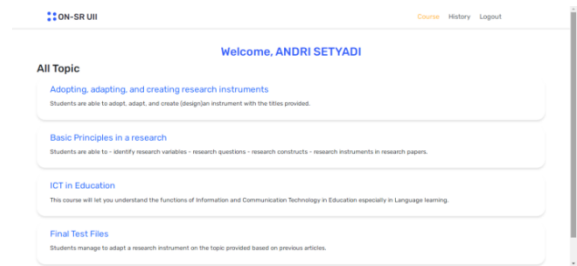 ON-SR UII
Course History Logout
Welcome, ANDRI SETYADI
All Topic
Adopting, adapting, and creating research instruments
Students are able to adopt, adapt, and create (design)an instrument with the titles provided.
Basic Principles in a research
Students are able to - identify research variables - research questions - research constructs - research instruments in research papers.
ICT in Education
This course will let you understand the functions of Information and Communication Technology in Education especially in Language learning.
Final Test Files
Students manage to adapt a research instrument on the topic provided based on previous articles.